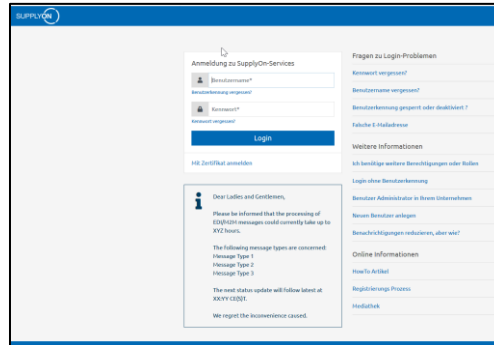 SUPPLYON
Anmeldung zu SupplyOn-Services
Benutzername*
Benutzerkennung vergessen?
Kennwort*
Kennwort vergessen?
Login
Mit Zertifikat anmelden
Dear Ladies and Gentlemen,
Please be informed that the processing of
EDI/M2M messages could currently take up to
XYZ hours.
The following message types are concerned:
Message Type 1
Message Type 2
Message Type 3
The next status update will follow latest at
XX:YY CE(S)T.
We regret the inconvenience caused.
Fragen zu Login-Problemen
Kennwort vergessen?
Benutzername vergessen?
Benutzerkennung gesperrt oder deaktiviert ?
Falsche E-Mailadresse
Weitere Informationen
Ich benötige weitere Berechtigungen oder Rollen
Login ohne Benutzerkennung
Benutzer Administrator in Ihrem Unternehmen
Neuen Benutzer anlegen
Benachrichtigungen reduzieren, aber wie?
Online Informationen
HowTo Artikel
Registrierungs Prozess
Mediathek